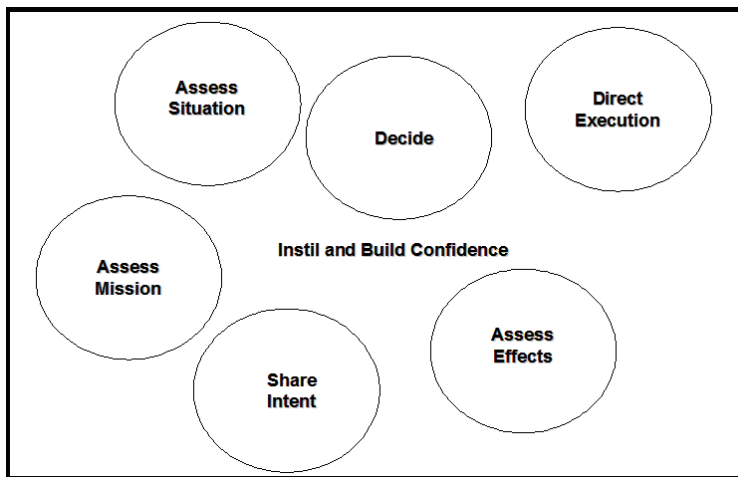 Assess
Situation
Decide
Direct
Execution
Instil and Build Confidence
Assess
Mission
Assess
Effects
Share
Intent